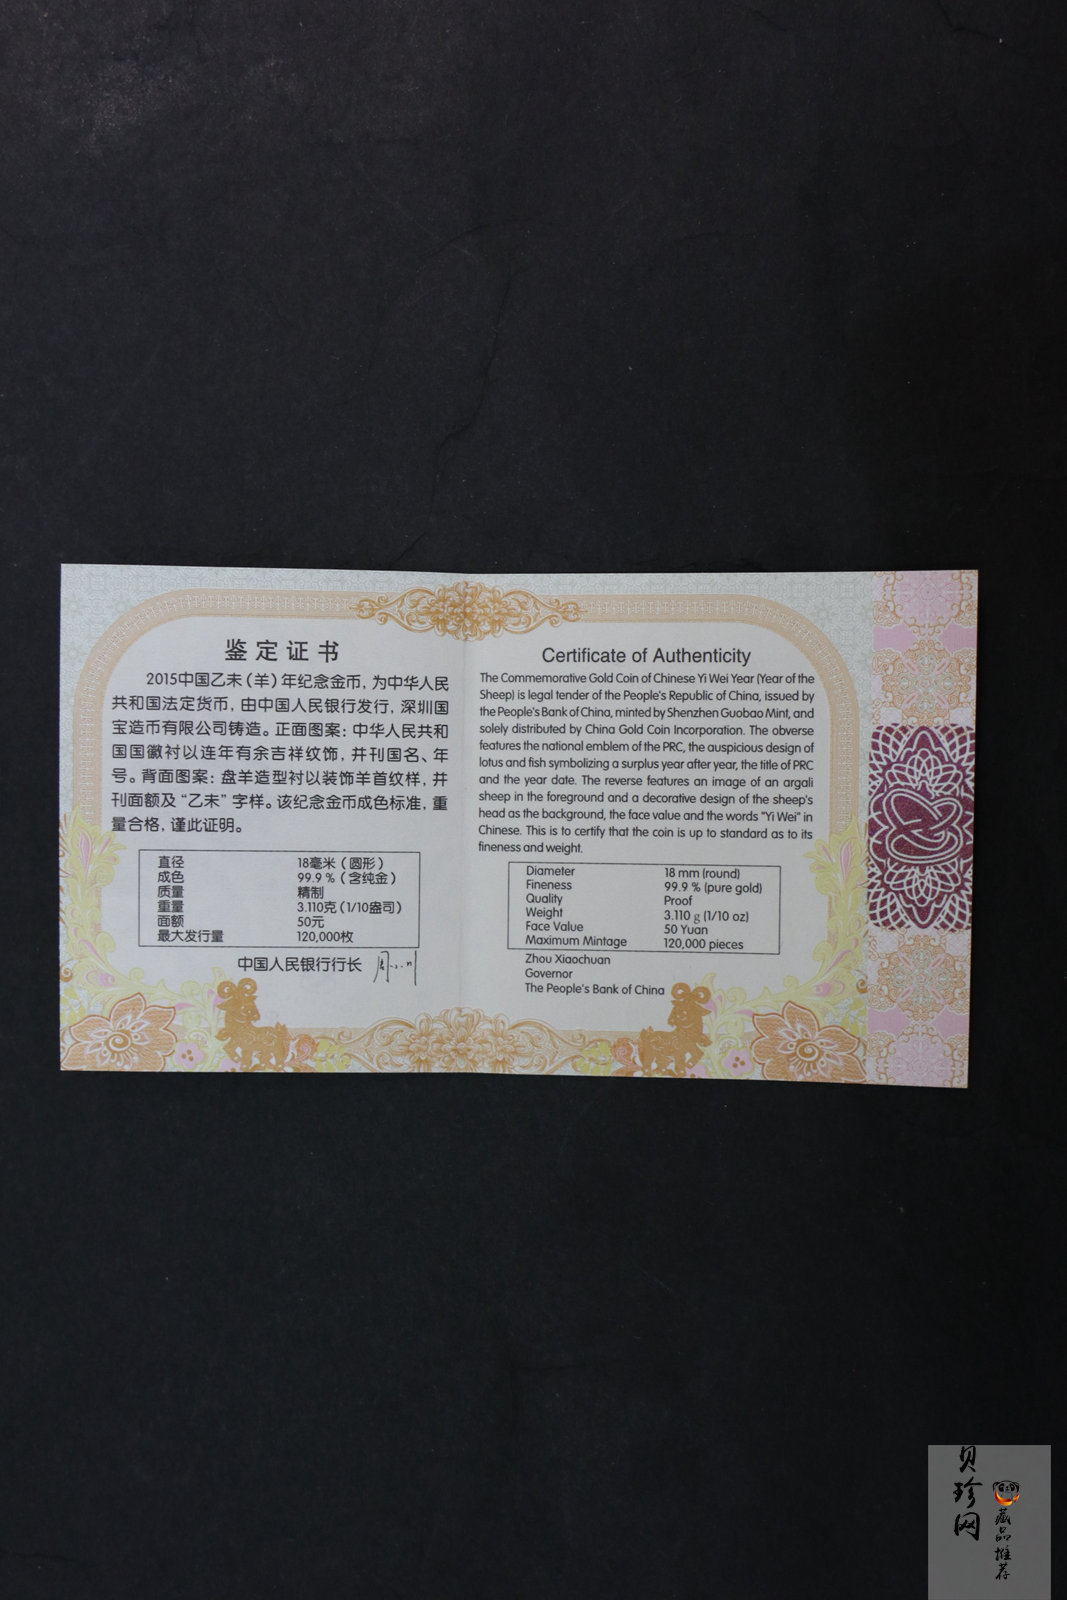 鉴定证书
2015中国乙未（羊）年纪念金币，为中华人民
共和国法定货币，由中国人民银行发行，深圳国
宝造币有限公司铸造。正面图案：中华人民共和
国国徽衬以连年有余吉祥纹饰，并刊国名、年
号。背面图案：盘羊造型衬以装饰羊首纹样，并
刊面额及“乙未”字样。该纪念金币成色标准，重
量合格，谨此证明。
直径 18毫米（圆形）
成色 99.9％（含纯金）
质量 精制
重量 3.110克（1/10盎司）
面额 50元
最大发行量 120,000枚
中国人民银行行长
Certificate of Authenticity
The Commemorative Gold Coin of Chinese Yi Wei Year (Year of the
Sheep) is legal tender of the People's Republic of China, issued by
the People's Bank of China, minted by Shenzhen Guobao Mint, and
solely distributed by China Gold Coin Incorporation. The obverse
features the national emblem of the PRC, the auspicious design of
lotus and fish symbolizing a surplus year after year, the title of PRC
and the year date. The reverse features an image of an argali
sheep in the foreground and a decorative design of the sheep's
head as the background, the face value and the words "Yi Wei" in
Chinese. This is to certify that the coin is up to standard as to its
fineness and weight.
Diameter 18 mm (round)
Fineness 99.9 % (pure gold)
Quality Proof
Weight 3.110 g (1/10 oz)
Face Value 50 Yuan
Maximum Mintage 120,000 pieces
Zhou Xiaochuan
Governor
The People's Bank of China
贝珍网
藏品推荐